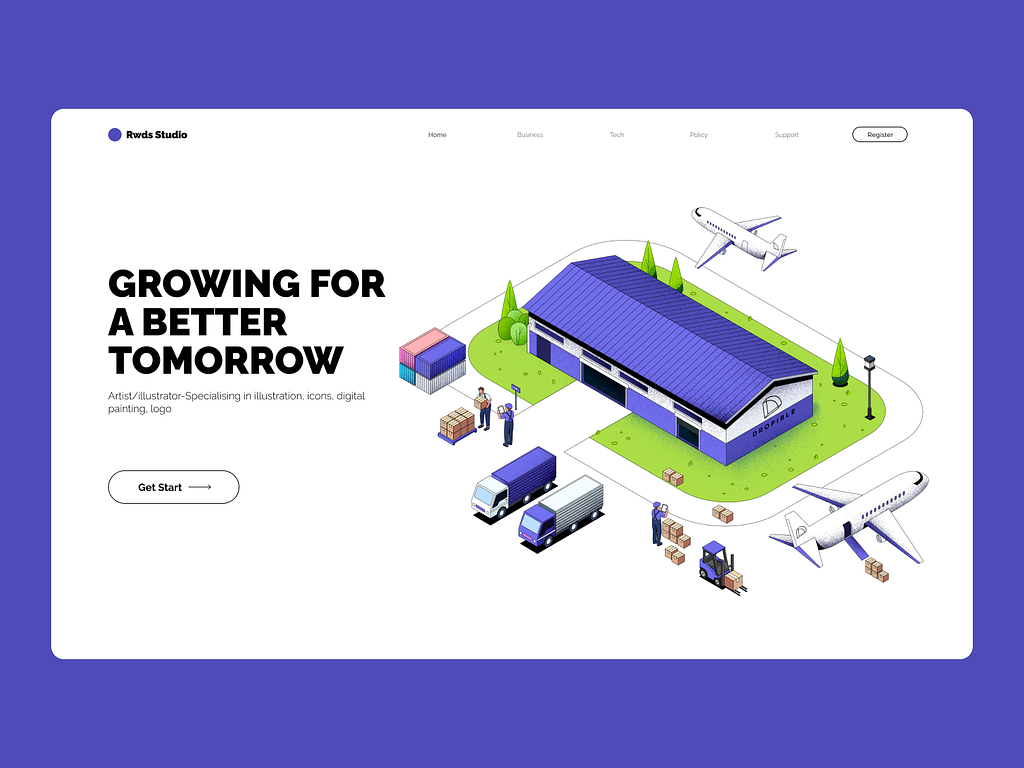 Rwds Studio
Home
Business
Tech
Policy
Support
Register
GROWING FOR
A BETTER
TOMORROW
Artist/illustrator-Specialising in illustration, icons, digital
painting, logo
Get Start
DROPIBLE